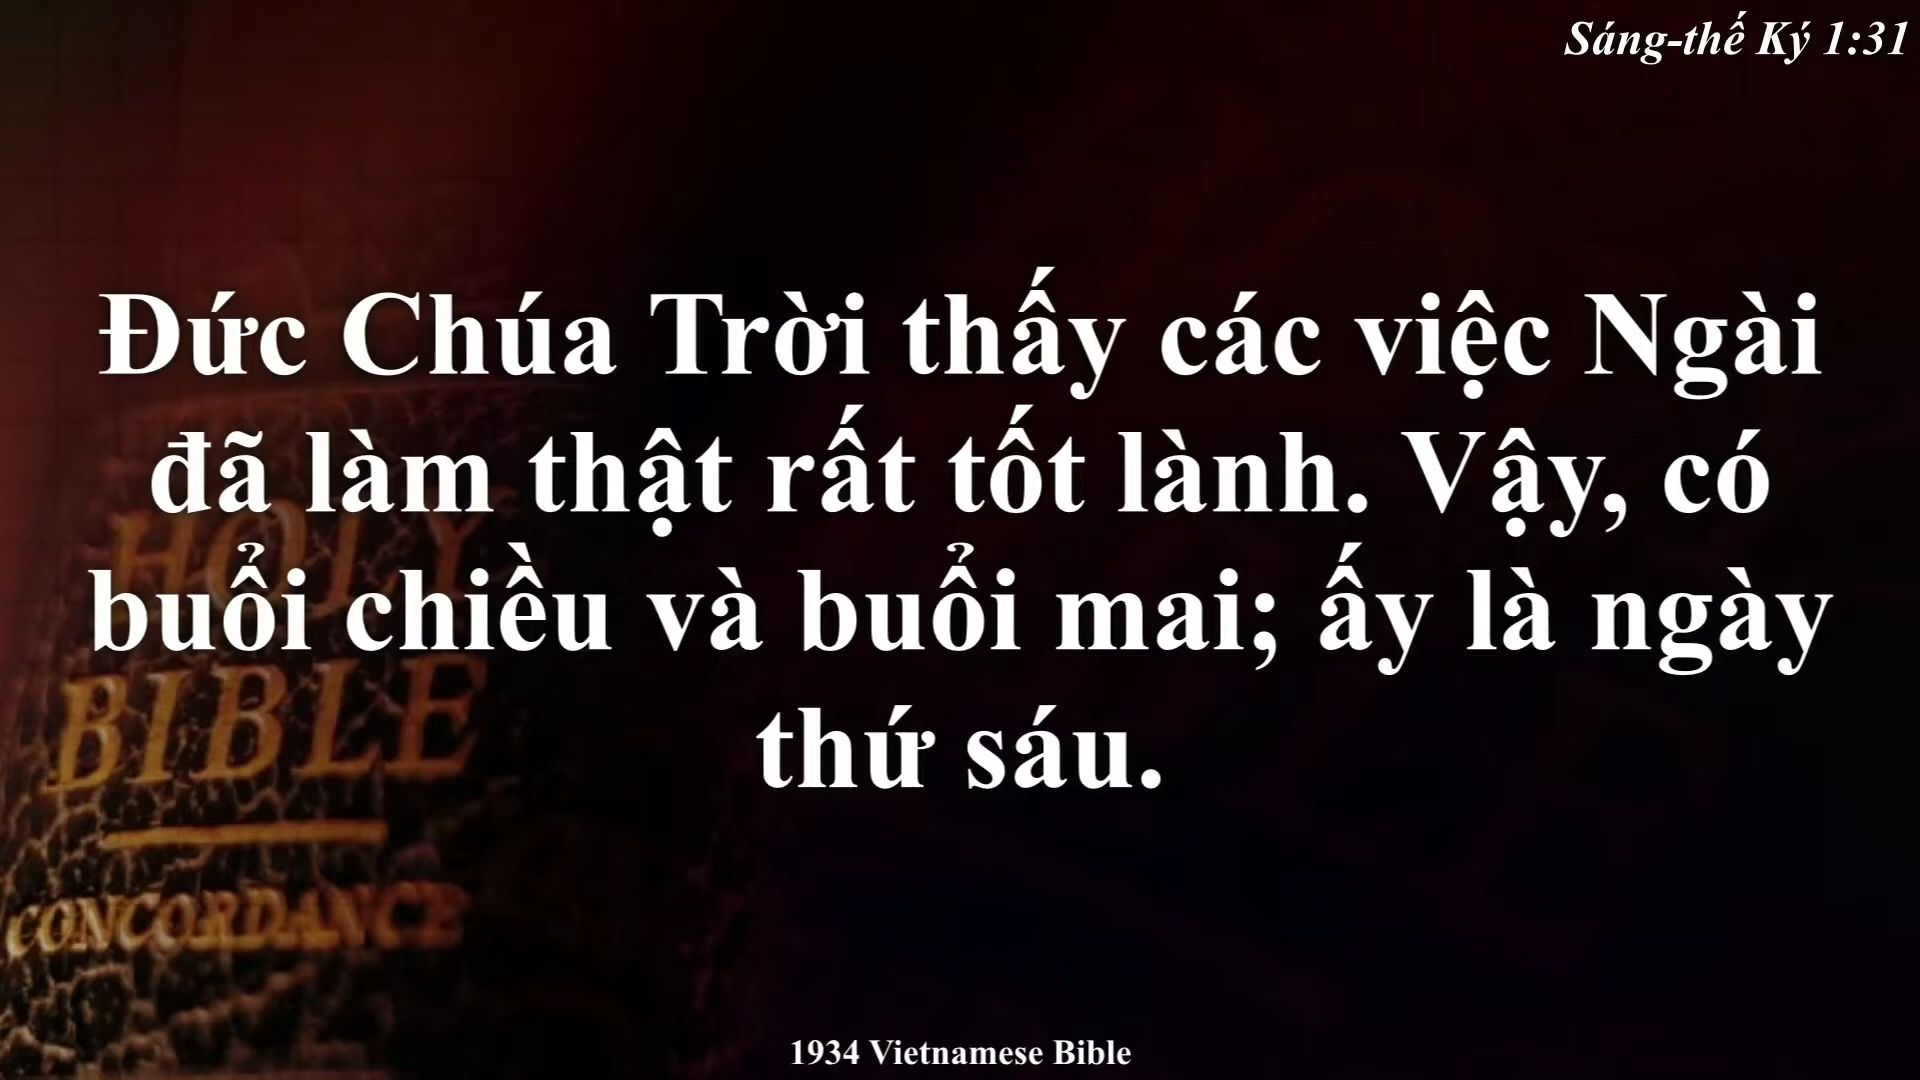 Sáng-thế Ký 1:31
Đức Chúa Trời thấy các việc Ngài
đã làm thật rất tốt lành. Vậy, có
buổi chiều và buổi mai; ấy là ngày
thứ sáu.
HOLY
BIBLE
CONCORDANCE
1934 Vietnamese Bible